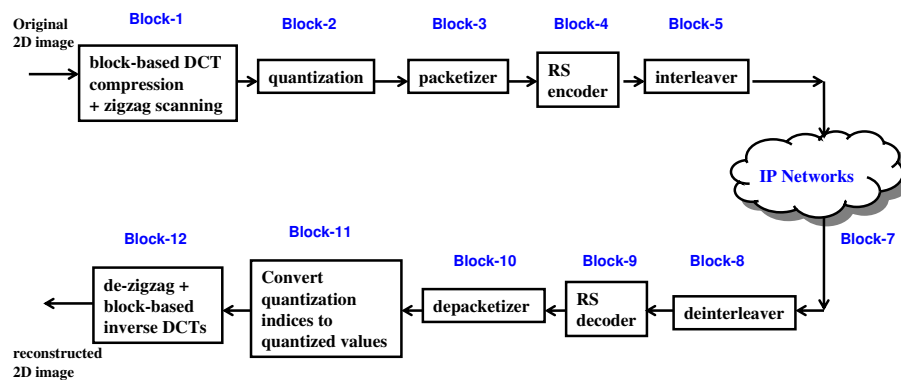 Original
2D image
Block-1
Block-2
Block-3
Block-4
Block-5
block-based DCT
compression
+ zigzag scanning
quantization
packetizer
RS
encoder
interleaver
IP Networks
Block-7
Block-12
Block-11
Block-10
Block-9
Block-8
de-zigzag +
block-based
inverse DCTs
Convert
quantization
indices to
quantized values
depacketizer
RS
decoder
deinterleaver
reconstructed
2D image